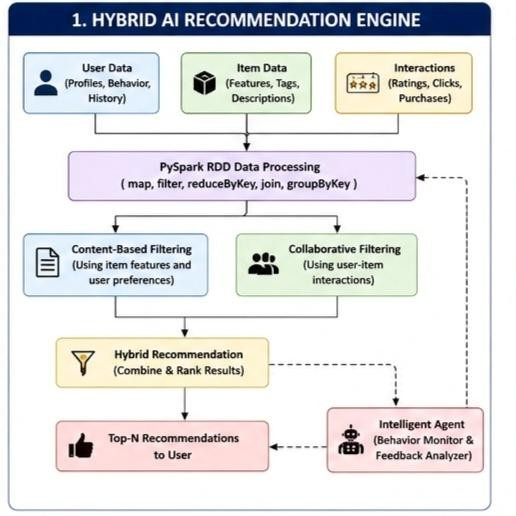 1. HYBRID AI RECOMMENDATION ENGINE
User Data
(Profiles, Behavior,
History)
Item Data
(Features, Tags,
Descriptions)
Interactions
(Ratings, Clicks,
Purchases)
PySpark RDD Data Processing
( map, filter, reduceByKey, join, groupByKey )
Content-Based Filtering
(Using item features and
user preferences)
Collaborative Filtering
(Using user-item
interactions)
Hybrid Recommendation
(Combine & Rank Results)
Top-N Recommendations
to User
Intelligent Agent
(Behavior Monitor &
Feedback Analyzer)